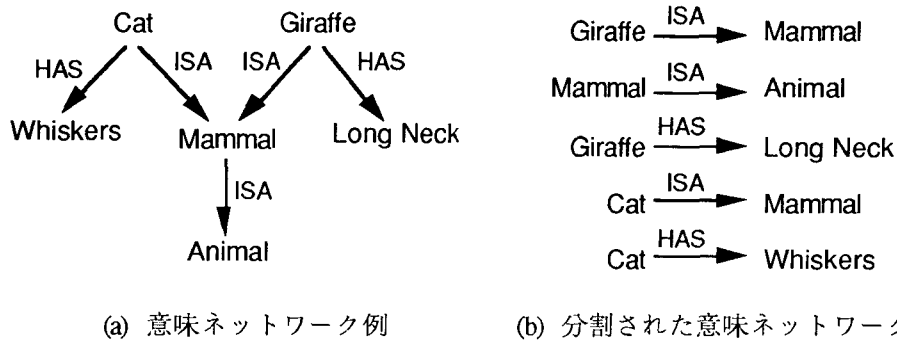 Cat Giraffe
HAS ISA ISA HAS
Whiskers Mammal Long Neck
ISA
Animal
(a) 意味ネットワーク例
Giraffe ISA Mammal
Mammal ISA Animal
Giraffe HAS Long Neck
Cat ISA Mammal
Cat HAS Whiskers
(b) 分割された意味ネットワーク